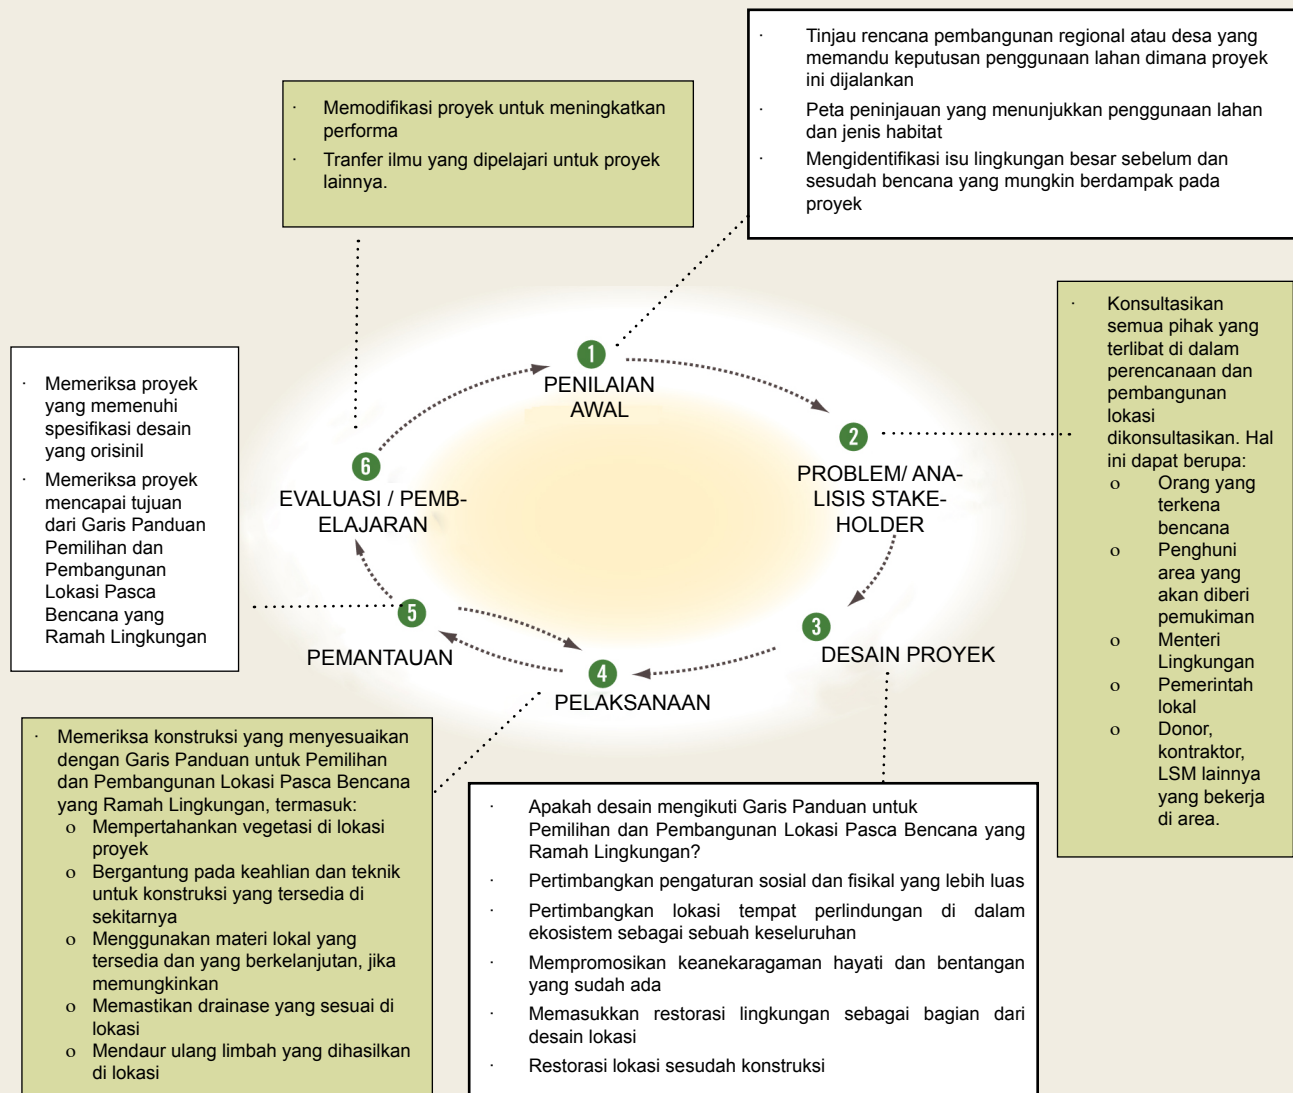 · Tinjau rencana pembangunan regional atau desa yang
memandu keputusan penggunaan lahan dimana proyek
ini dijalankan
· Peta peninjauan yang menunjukkan penggunaan lahan
dan jenis habitat
· Mengidentifikasi isu lingkungan besar sebelum dan
sesudah bencana yang mungkin berdampak pada
proyek
· Memodifikasi proyek untuk meningkatkan
performa
· Tranfer ilmu yang dipelajari untuk proyek
lainnya.
· Konsultasikan
semua pihak yang
terlibat di dalam
perencanaan dan
pembangunan
lokasi
dikonsultasikan. Hal
ini dapat berupa:
o Orang yang
terkena
bencana
o Penghuni
area yang
akan diberi
pemukiman
o Menteri
Lingkungan
o Pemerintah
lokal
o Donor,
kontraktor,
LSM lainnya
yang bekerja
di area.
· Memeriksa proyek
yang memenuhi
spesifikasi desain
yang orisinil
· Memeriksa proyek
mencapai tujuan
dari Garis Panduan
Pemilihan dan
Pembangunan
Lokasi Pasca
Bencana yang
Ramah Lingkungan
1
PENILAIAN
AWAL
2
PROBLEM/ ANA-
LISIS STAKE-
HOLDER
3
DESAIN PROYEK
4
PELAKSANAAN
5
PEMANTAUAN
6
EVALUASI / PEMB-
ELAJARAN
· Memeriksa konstruksi yang menyesuaikan
dengan Garis Panduan untuk Pemilihan
dan Pembangunan Lokasi Pasca Bencana
yang Ramah Lingkungan, termasuk:
o Mempertahankan vegetasi di lokasi
proyek
o Bergantung pada keahlian dan teknik
untuk konstruksi yang tersedia di
sekitarnya
o Menggunakan materi lokal yang
tersedia dan yang berkelanjutan, jika
memungkinkan
o Memastikan drainase yang sesuai di
lokasi
o Mendaur ulang limbah yang dihasilkan
di lokasi
· Apakah desain mengikuti Garis Panduan untuk
Pemilihan dan Pembangunan Lokasi Pasca Bencana yang
Ramah Lingkungan?
· Pertimbangkan pengaturan sosial dan fisikal yang lebih luas
· Pertimbangkan lokasi tempat perlindungan di dalam
ekosistem sebagai sebuah keseluruhan
· Mempromosikan keanekaragaman hayati dan bentangan
yang sudah ada
· Memasukkan restorasi lingkungan sebagai bagian dari
desain lokasi
· Restorasi lokasi sesudah konstruksi